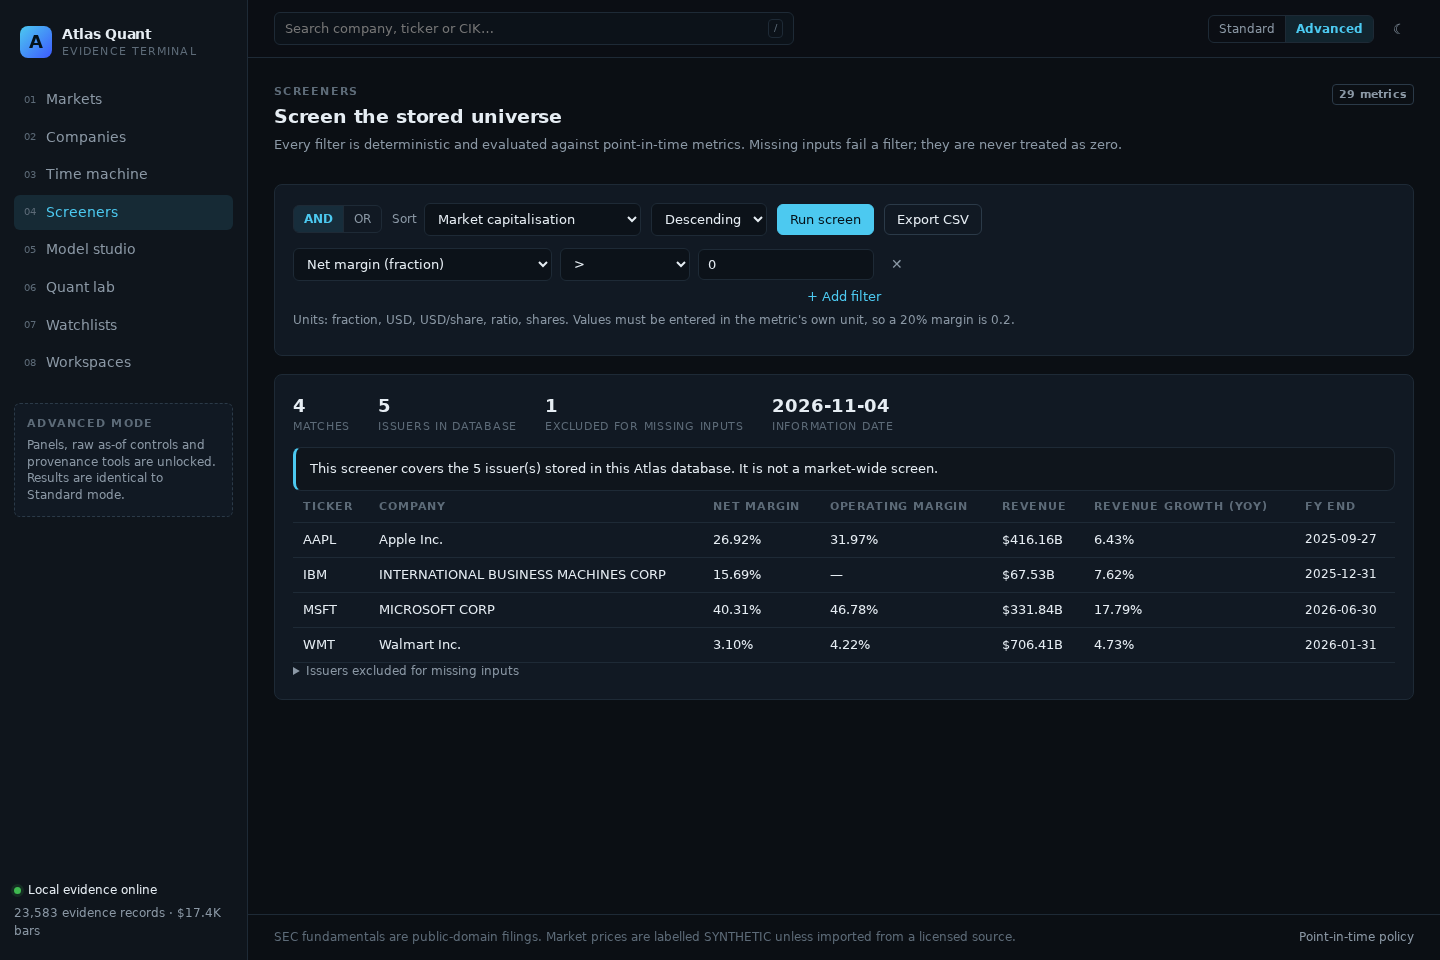 A
Atlas Quant
EVIDENCE TERMINAL
01 Markets
02 Companies
03 Time machine
04 Screeners
05 Model studio
06 Quant lab
07 Watchlists
08 Workspaces
ADVANCED MODE
Panels, raw as-of controls and
provenance tools are unlocked.
Results are identical to
Standard mode.
Local evidence online
23,583 evidence records · $17.4K
bars
Search company, ticker or CIK…
/
Standard
Advanced
SCREENERS
29 metrics
Screen the stored universe
Every filter is deterministic and evaluated against point-in-time metrics. Missing inputs fail a filter; they are never treated as zero.
AND OR Sort Market capitalisation Descending Run screen Export CSV
Net margin (fraction) > 0 ✕
+ Add filter
Units: fraction, USD, USD/share, ratio, shares. Values must be entered in the metric's own unit, so a 20% margin is 0.2.
4 5 1 2026-11-04
MATCHES ISSUERS IN DATABASE EXCLUDED FOR MISSING INPUTS INFORMATION DATE
This screener covers the 5 issuer(s) stored in this Atlas database. It is not a market-wide screen.
TICKER COMPANY NET MARGIN OPERATING MARGIN REVENUE REVENUE GROWTH (YOY) FY END
AAPL Apple Inc. 26.92% 31.97% $416.16B 6.43% 2025-09-27
IBM INTERNATIONAL BUSINESS MACHINES CORP 15.69% — $67.53B 7.62% 2025-12-31
MSFT MICROSOFT CORP 40.31% 46.78% $331.84B 17.79% 2026-06-30
WMT Walmart Inc. 3.10% 4.22% $706.41B 4.73% 2026-01-31
Issuers excluded for missing inputs
SEC fundamentals are public-domain filings. Market prices are labelled SYNTHETIC unless imported from a licensed source.
Point-in-time policy